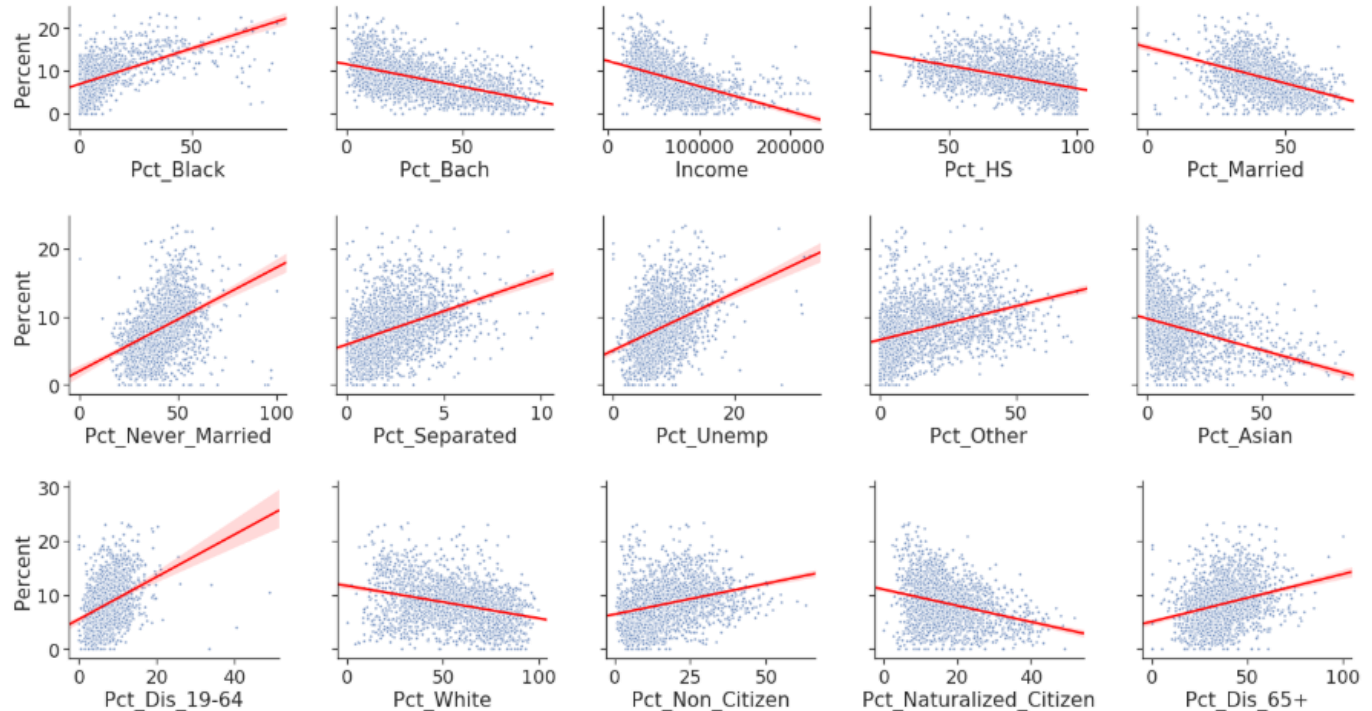 Percent
20
10
0
0 50
0 50
0 100000 200000
50 100
0 50
Pct_Black
Pct_Bach
Income
Pct_HS
Pct_Married
Percent
20
10
0
0 50 100
0 5 10
0 20
0 50
0 50
Pct_Never_Married
Pct_Separated
Pct_Unemp
Pct_Other
Pct_Asian
Percent
30
20
10
0
0 20 40
0 50 100
0 25 50
0 20 40
0 50 100
Pct_Dis_19-64
Pct_White
Pct_Non_Citizen
Pct_Naturalized_Citizen
Pct_Dis_65+